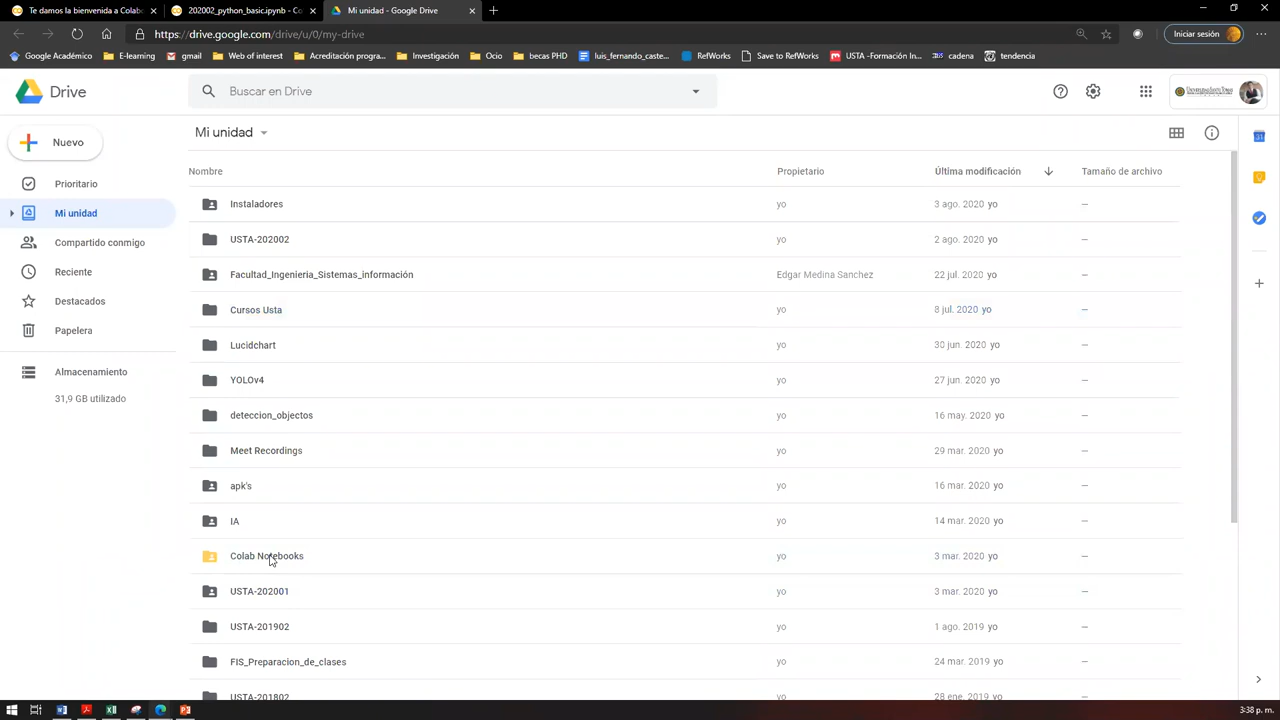 Te damos la bienvenida a Colabo
202002_python_basic.ipynb - Co
Mi unidad - Google Drive
https://drive.google.com/drive/u/0/my-drive
Iniciar sesión
Google Académico
E-learning
gmail
Web of interest
Acreditación progra...
Investigación
Ocio
becas PHD
luis_fernando_caste...
RefWorks
Save to RefWorks
USTA -Formación In...
cadena
tendencia
Drive
Buscar en Drive
Nuevo
Prioritario
Mi unidad
Compartido conmigo
Reciente
Destacados
Papelera
Almacenamiento
31,9 GB utilizado
Mi unidad
Nombre Propietario Última modificación Tamaño de archivo
Instaladores yo 3 ago. 2020 yo —
USTA-202002 yo 2 ago. 2020 yo —
Facultad_Ingenieria_Sistemas_información Edgar Medina Sanchez 22 jul. 2020 yo —
Cursos Usta yo 8 jul. 2020 yo —
Lucidchart yo 30 jun. 2020 yo —
YOLOv4 yo 27 jun. 2020 yo —
deteccion_objectos yo 16 may. 2020 yo —
Meet Recordings yo 29 mar. 2020 yo —
apk's yo 16 mar. 2020 yo —
IA yo 14 mar. 2020 yo —
Colab Notebooks yo 3 mar. 2020 yo —
USTA-202001 yo 3 mar. 2020 yo —
USTA-201902 yo 1 ago. 2019 yo —
FIS_Preparacion_de_clases yo 24 mar. 2019 yo —
USTA-201802 yo 28 ene. 2019 yo —
3:38 p. m.